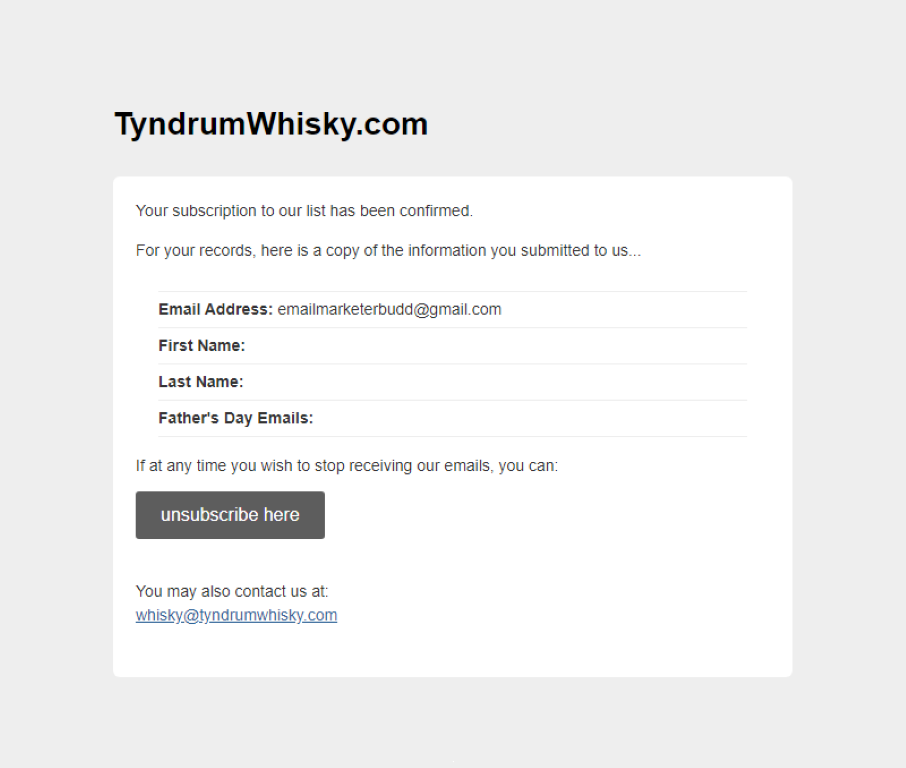 TyndrumWhisky.com
Your subscription to our list has been confirmed.
For your records, here is a copy of the information you submitted to us...
Email Address: emailmarketerbudd@gmail.com
First Name:
Last Name:
Father's Day Emails:
If at any time you wish to stop receiving our emails, you can:
unsubscribe here
You may also contact us at:
whisky@tyndrumwhisky.com